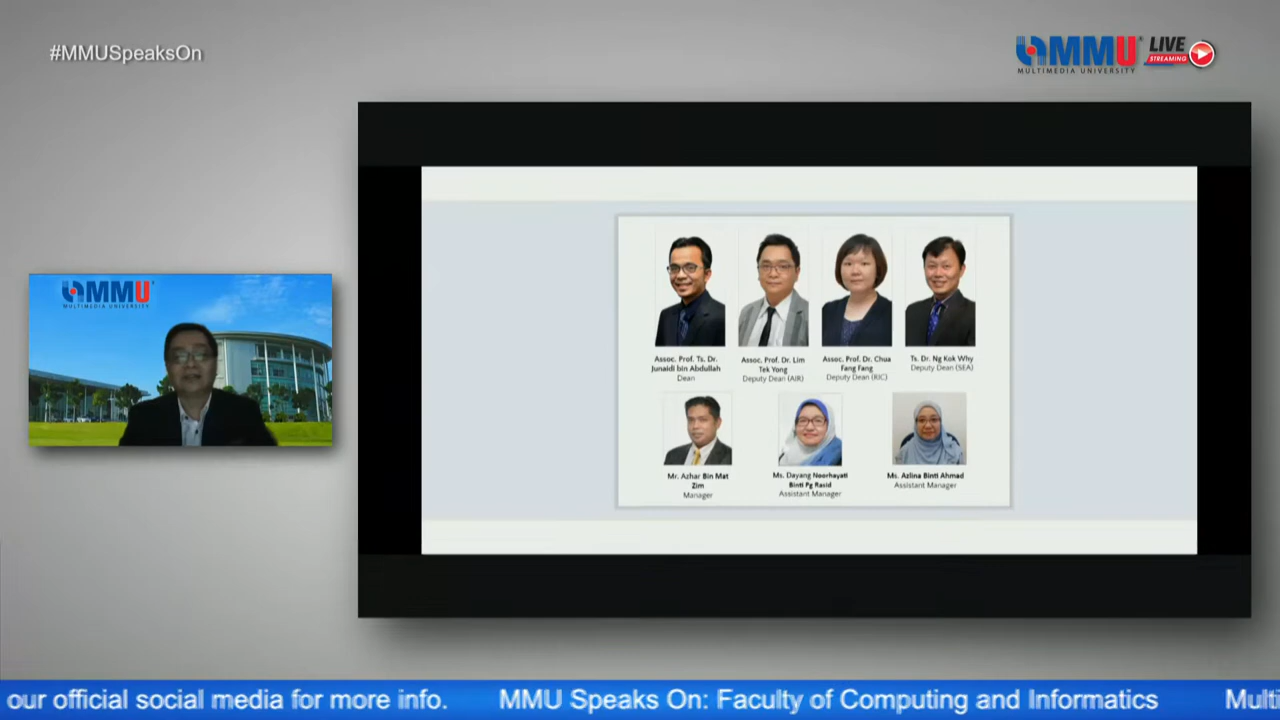 #MMUSpeaksOn
MMU
MULTIMEDIA UNIVERSITY
LIVE
STREAMING
MMU
MULTIMEDIA UNIVERSITY
Assoc. Prof. Ts. Dr.
Junaidi bin Abdullah
Dean
Assoc. Prof. Dr. Lim
Tek Yong
Deputy Dean (AIR)
Assoc. Prof. Dr. Chua
Fang Fang
Deputy Dean (RIC)
Ts. Dr. Ng Kok Why
Deputy Dean (SEA)
Mr. Azhar Bin Mat
Zim
Manager
Ms. Dayang Noorhayati
Binti Pg Rasid
Assistant Manager
Ms. Azlina Binti Ahmad
Assistant Manager
our official social media for more info. MMU Speaks On: Faculty of Computing and Informatics Multi